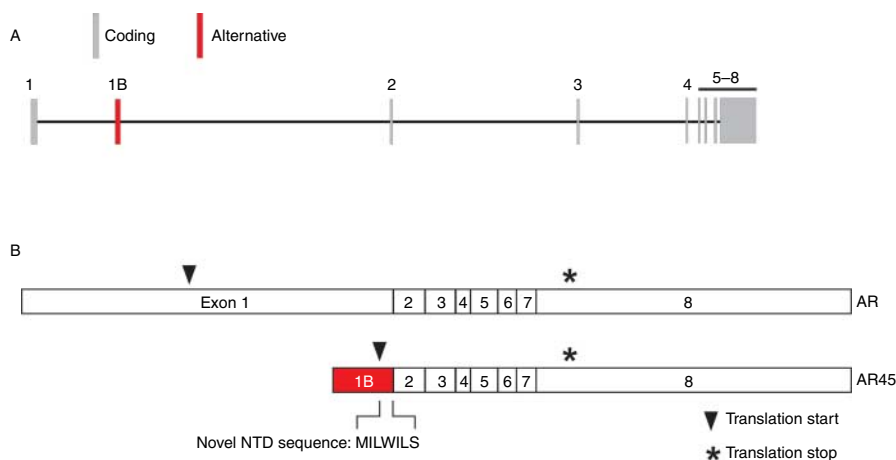 A
Coding
Alternative
1
1B
2
3
4
5–8
B
Exon 1
2
3
4
5
6
7
8
AR
*
1B
2
3
4
5
6
7
8
AR45
*
Novel NTD sequence: MILWILS
Translation start
* Translation stop